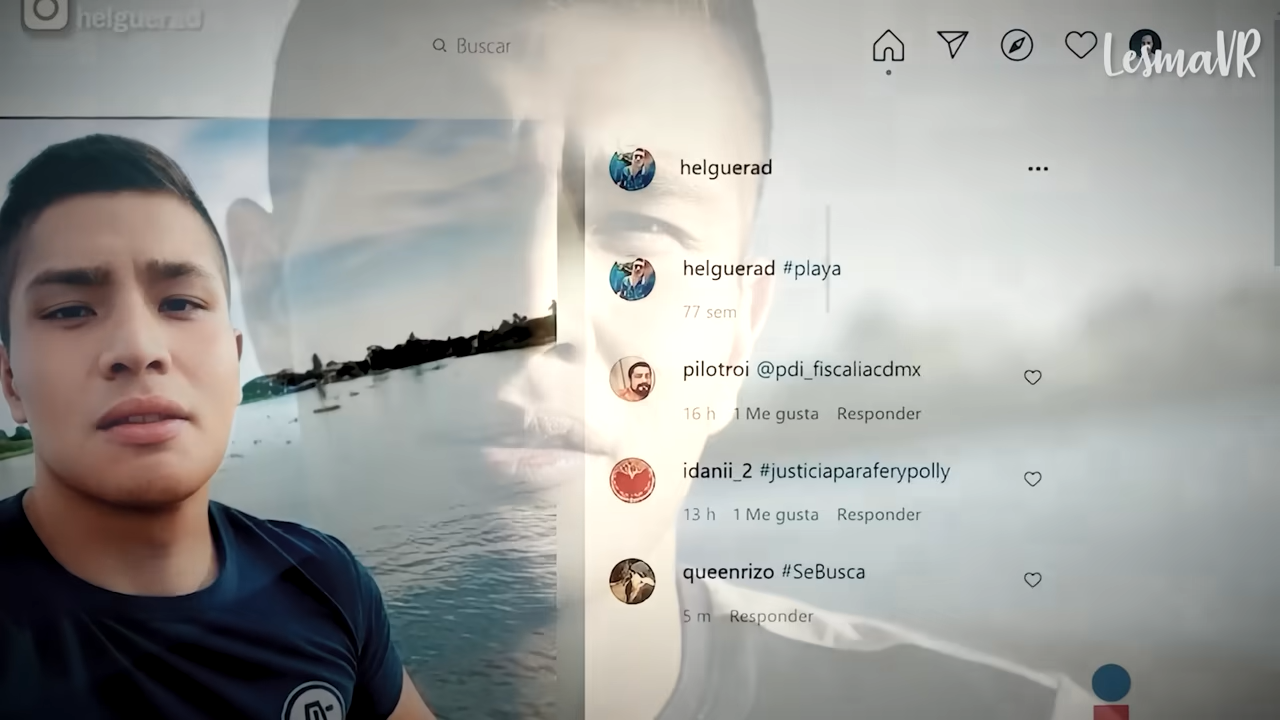 helguerad
Buscar
LesmaVR
helguerad
helguerad #playa
77 sem
pilotroi @pdi_fiscaliacdmx
16 h 1 Me gusta Responder
idanii_2 #justiciaparaferypolly
13 h 1 Me gusta Responder
queenrizo #SeBusca
5 m Responder